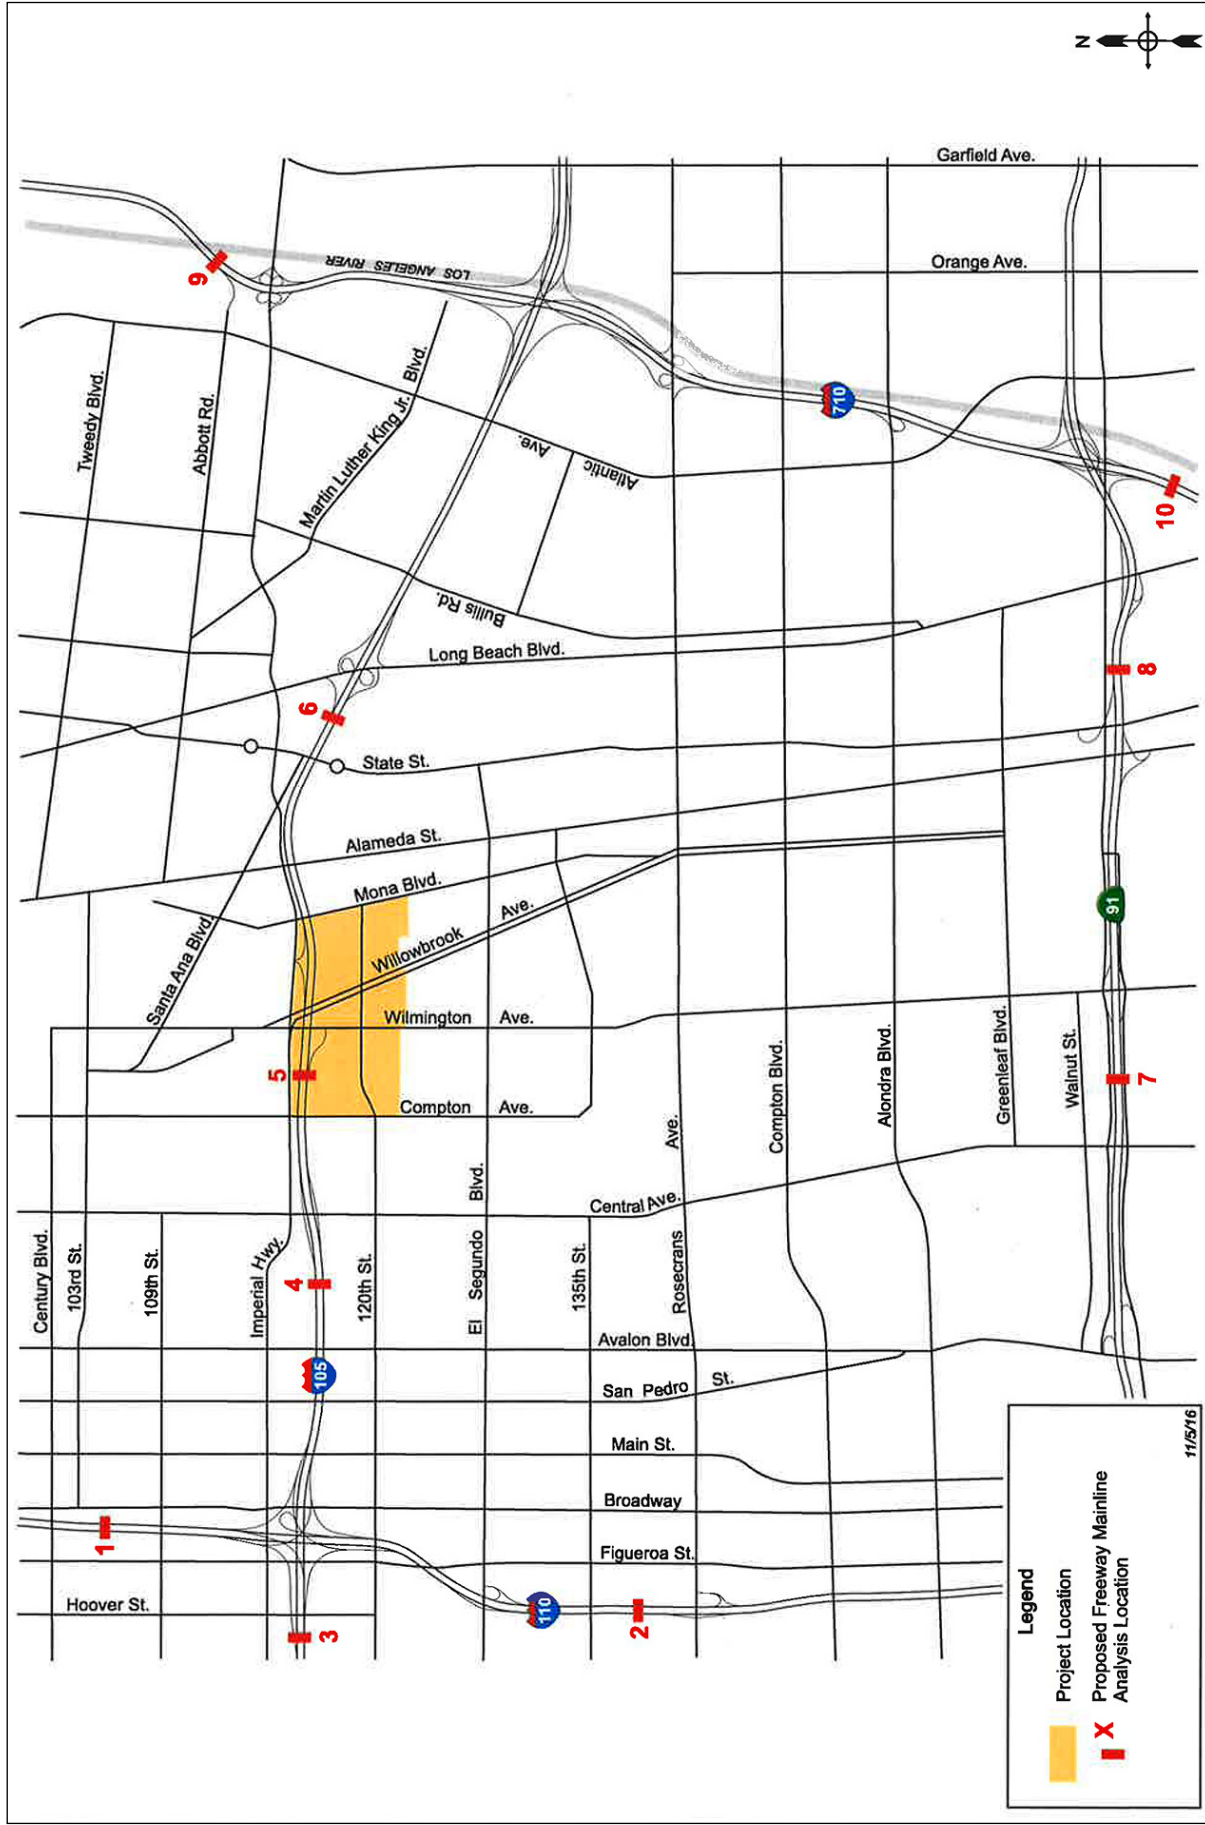 N
Garfield Ave.
Orange Ave.
9
LOS ANGELES RIVER
Tweedy Blvd.
Abbott Rd.
Martin Luther King Jr. Blvd.
Atlantic Ave.
710
10
Bullis Rd.
Long Beach Blvd.
8
6
State St.
Alameda St.
Mona Blvd.
Santa Ana Blvd.
Willowbrook Ave.
91
Wilmington Ave.
5
Compton Ave.
Compton Blvd.
Alondra Blvd.
Greenleaf Blvd.
Walnut St.
7
Central Ave.
Century Blvd.
103rd St.
109th St.
Imperial Hwy.
4
120th St.
El Segundo Blvd.
135th St.
Rosecrans Ave.
Avalon Blvd.
105
San Pedro St.
Main St.
Broadway
1
Figueroa St.
Hoover St.
3
110
2
Legend
Project Location
X Proposed Freeway Mainline
Analysis Location
11/5/16